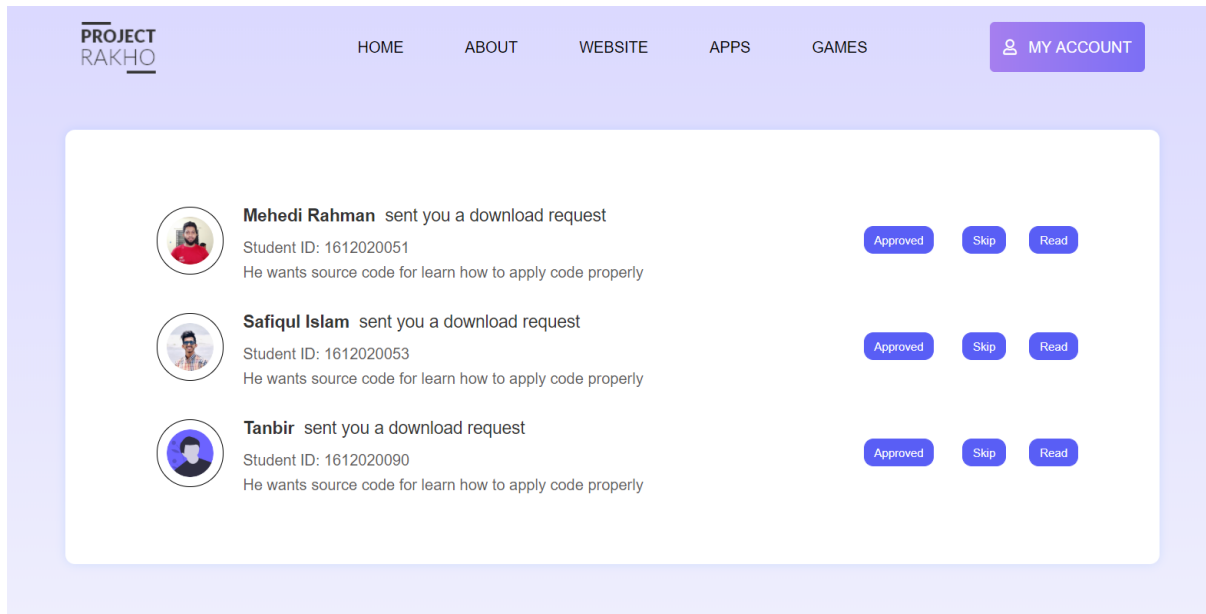 PROJECT
RAKHO
HOME ABOUT WEBSITE APPS GAMES MY ACCOUNT
Mehedi Rahman sent you a download request
Student ID: 1612020051
He wants source code for learn how to apply code properly
Approved Skip Read
Safiqul Islam sent you a download request
Student ID: 1612020053
He wants source code for learn how to apply code properly
Approved Skip Read
Tanbir sent you a download request
Student ID: 1612020090
He wants source code for learn how to apply code properly
Approved Skip Read